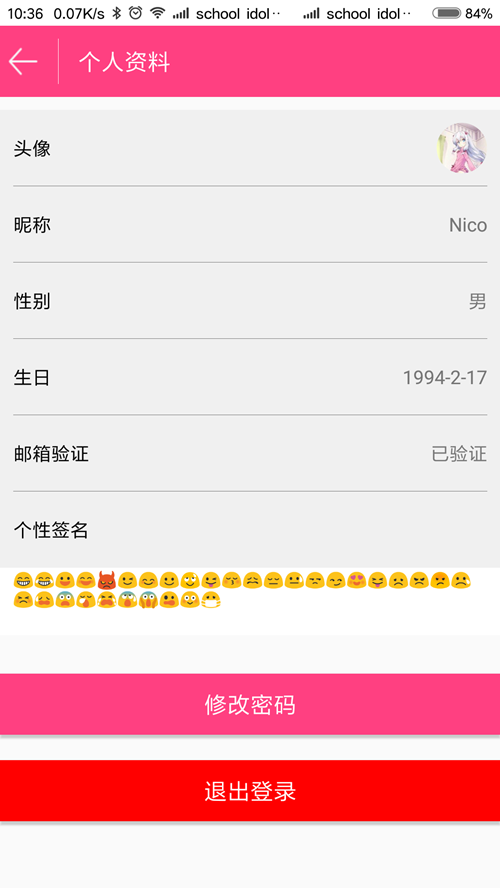 10:36 0.07K/s school idol·· school idol·· 84%
个人资料
头像
昵称 Nico
性别 男
生日 1994-2-17
邮箱验证 已验证
个性签名
修改密码
退出登录